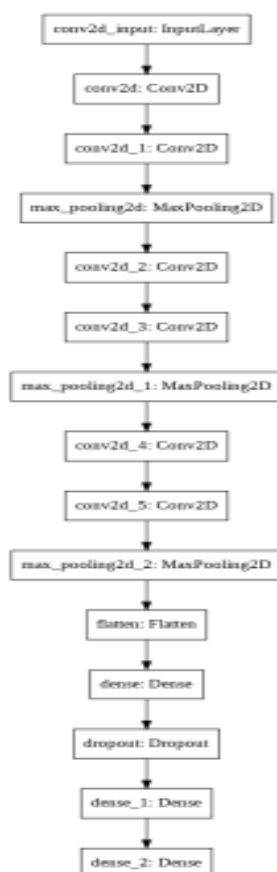 conv2d_input: InputLayer
conv2d: Conv2D
conv2d_1: Conv2D
max_pooling2d: MaxPooling2D
conv2d_2: Conv2D
conv2d_3: Conv2D
max_pooling2d_1: MaxPooling2D
conv2d_4: Conv2D
conv2d_5: Conv2D
max_pooling2d_2: MaxPooling2D
flatten: Flatten
dense: Dense
dropout: Dropout
dense_1: Dense
dense_2: Dense